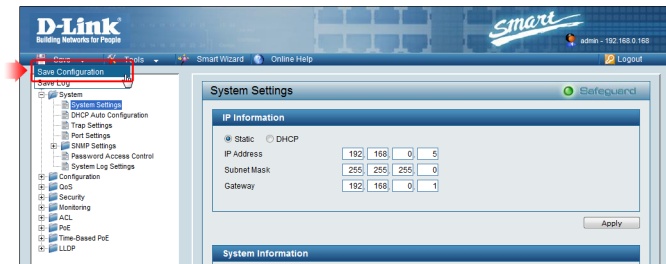 D-Link
Building Networks for People
Smart
admin - 192.168.0.168
Save
Tools
Smart Wizard
Online Help
Logout
Save Configuration
Save Log
System
System Settings
DHCP Auto Configuration
Trap Settings
Port Settings
SNMP Settings
Password Access Control
System Log Settings
Configuration
QoS
Security
Monitoring
ACL
PoE
Time-Based PoE
LLDP
System Settings
Safeguard
IP Information
Static DHCP
IP Address 192. 168. 0. 5
Subnet Mask 255. 255. 255. 0
Gateway 192. 168. 0. 1
Apply
System Information